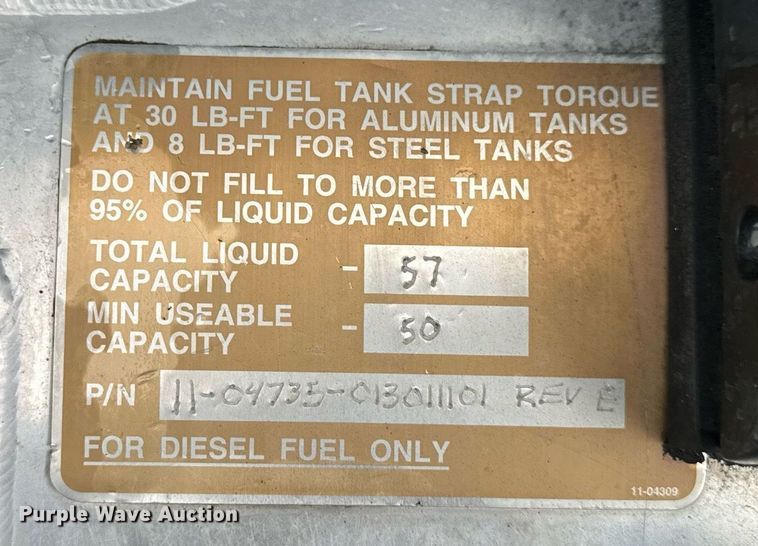 MAINTAIN FUEL TANK STRAP TORQUE
AT 30 LB-FT FOR ALUMINUM TANKS
AND 8 LB-FT FOR STEEL TANKS
DO NOT FILL TO MORE THAN
95% OF LIQUID CAPACITY
TOTAL LIQUID
CAPACITY - 57
MIN USEABLE
CAPACITY - 50
P/N 11-04735-013011101 REV E
FOR DIESEL FUEL ONLY
11-04309
Purple Wave Auction